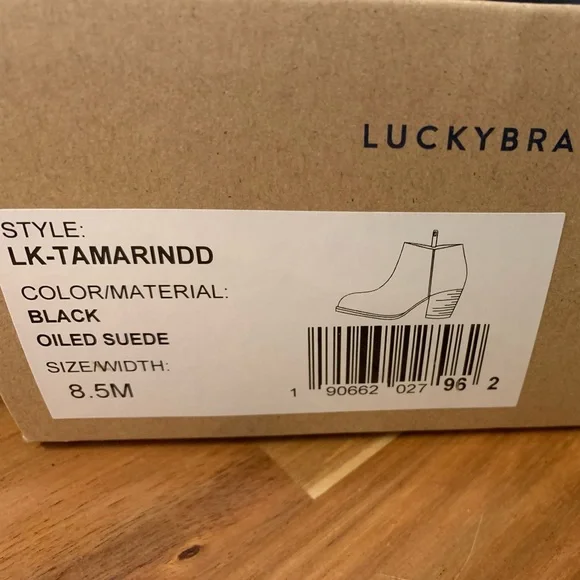 LUCKYBRA
STYLE:
LK-TAMARINDD
COLOR/MATERIAL:
BLACK
OILED SUEDE
SIZE/WIDTH:
8.5M
1 90662 027 96 2